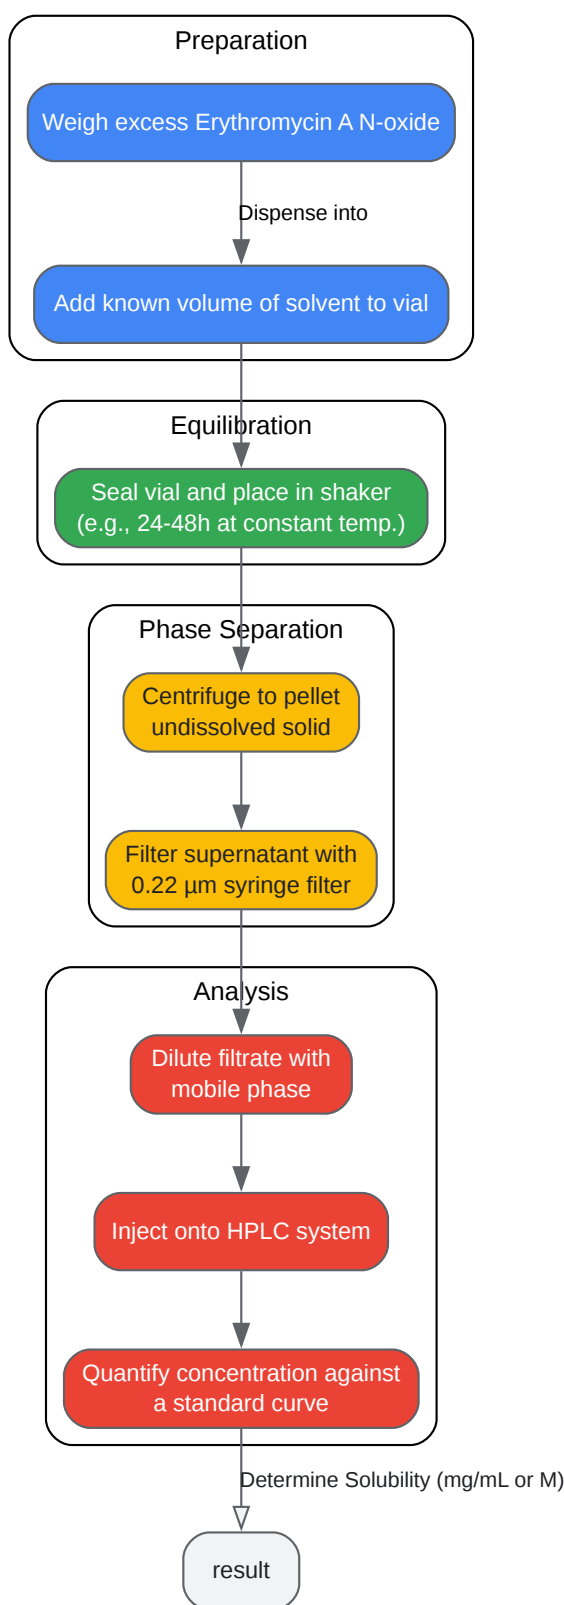 Preparation
Weigh excess Erythromycin A N-oxide
Dispense into
Add known volume of solvent to vial
Equilibration
Seal vial and place in shaker
(e.g., 24-48h at constant temp.)
Phase Separation
Centrifuge to pellet
undissolved solid
Filter supernatant with
0.22 µm syringe filter
Analysis
Dilute filtrate with
mobile phase
Inject onto HPLC system
Quantify concentration against
a standard curve
Determine Solubility (mg/mL or M)
result